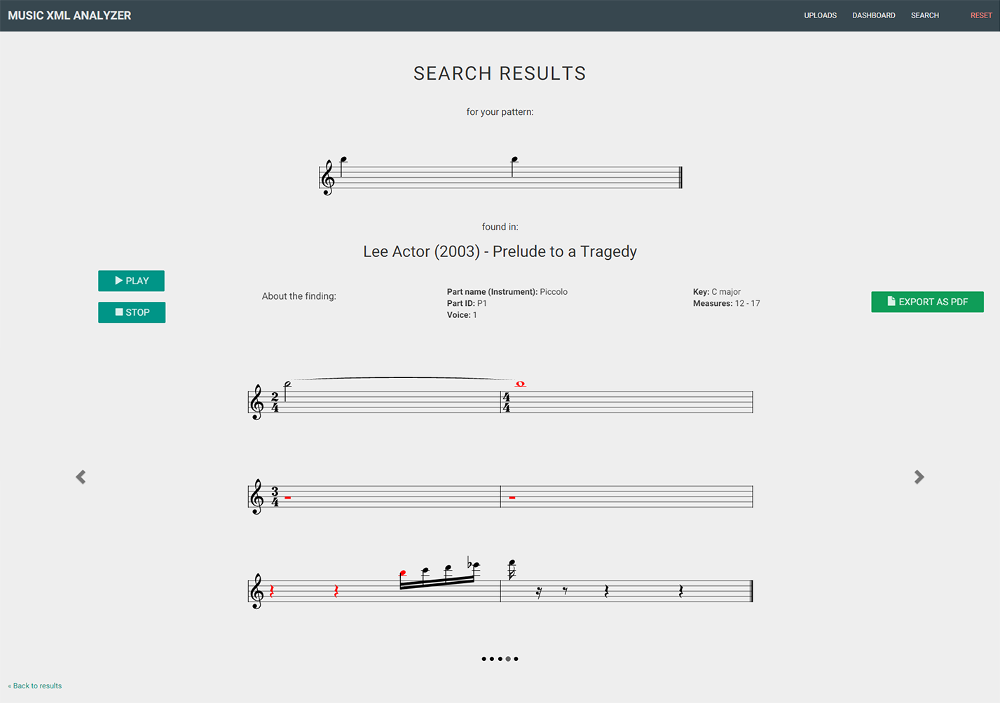 MUSIC XML ANALYZER
UPLOADS DASHBOARD SEARCH RESET
SEARCH RESULTS
for your pattern:
found in:
Lee Actor (2003) - Prelude to a Tragedy
PLAY
STOP
About the finding:
Part name (Instrument): Piccolo
Part ID: P1
Voice: 1
Key: C major
Measures: 12 - 17
EXPORT AS PDF
2
4
4
4
3
4
« Back to results